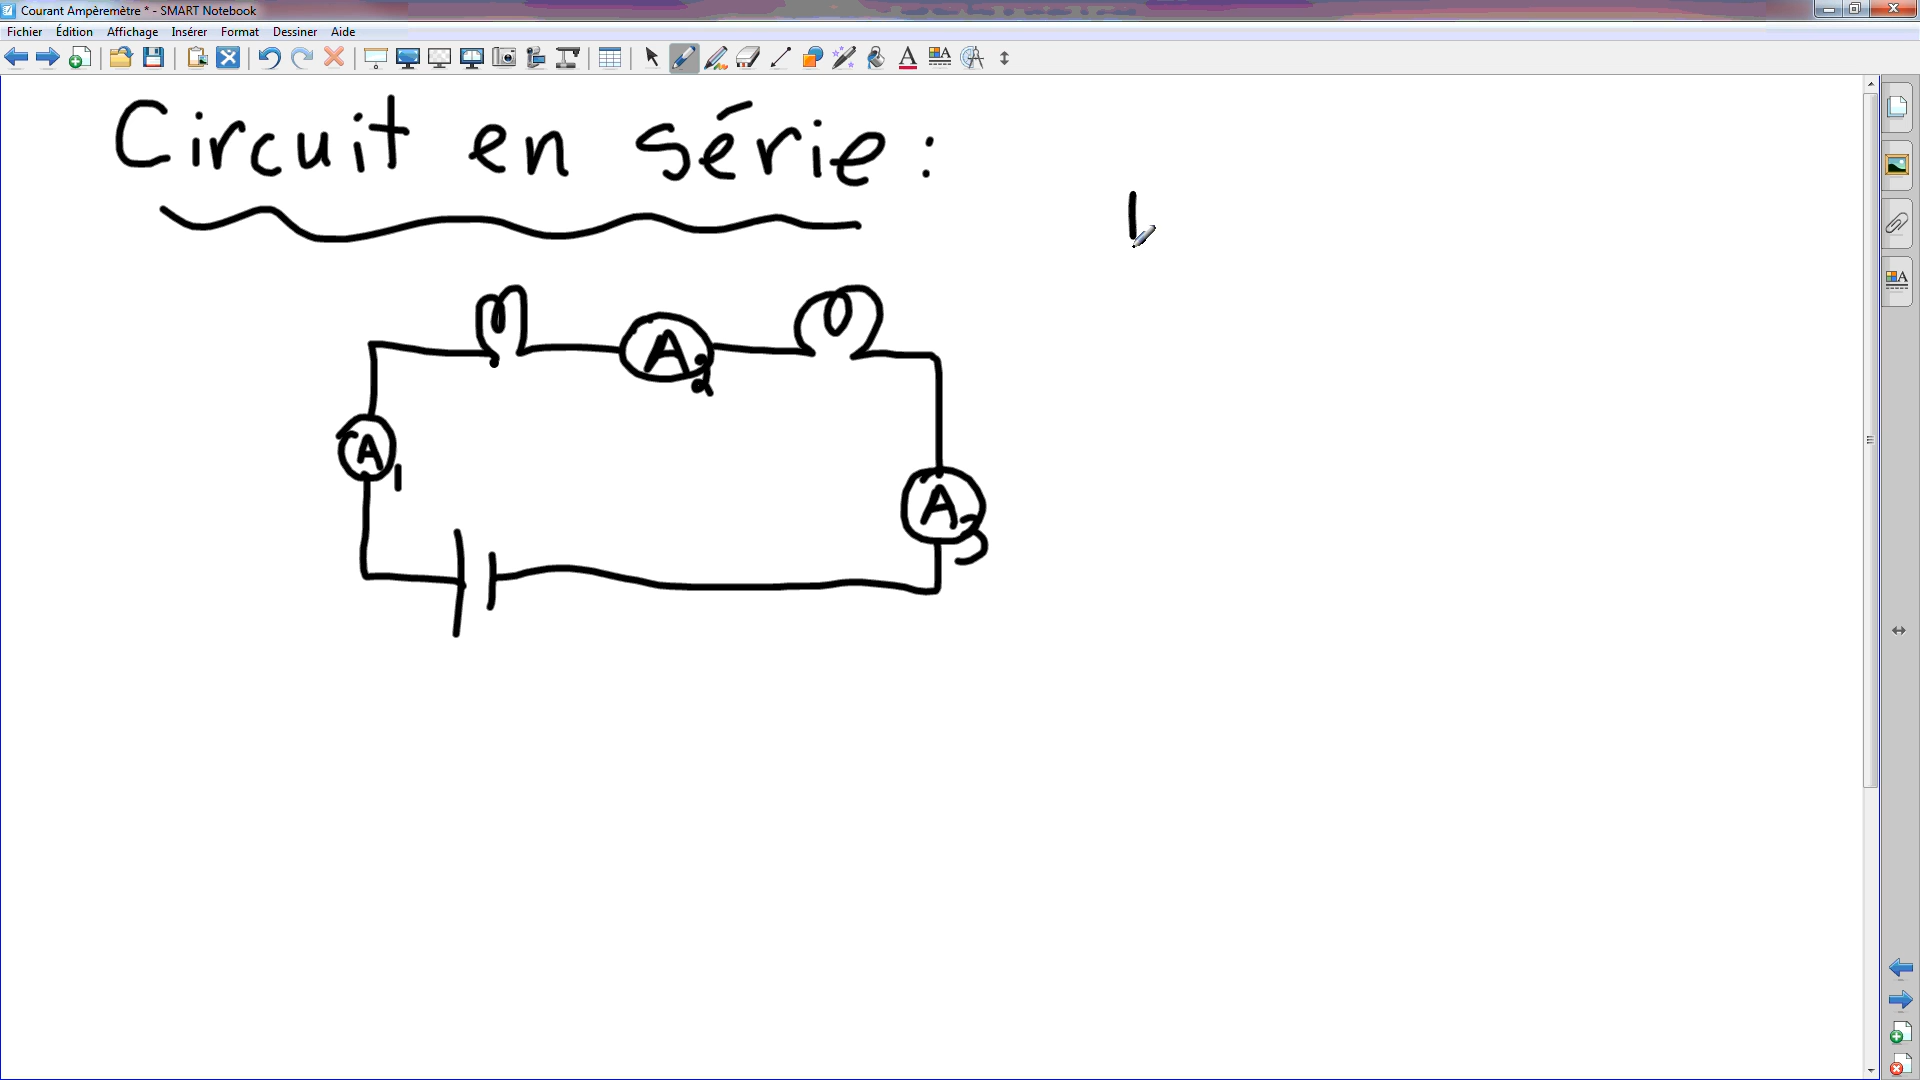 Courant Ampèremètre * - SMART Notebook
Fichier Édition Affichage Insérer Format Dessiner Aide
Circuit en série :
A2
A1
A3